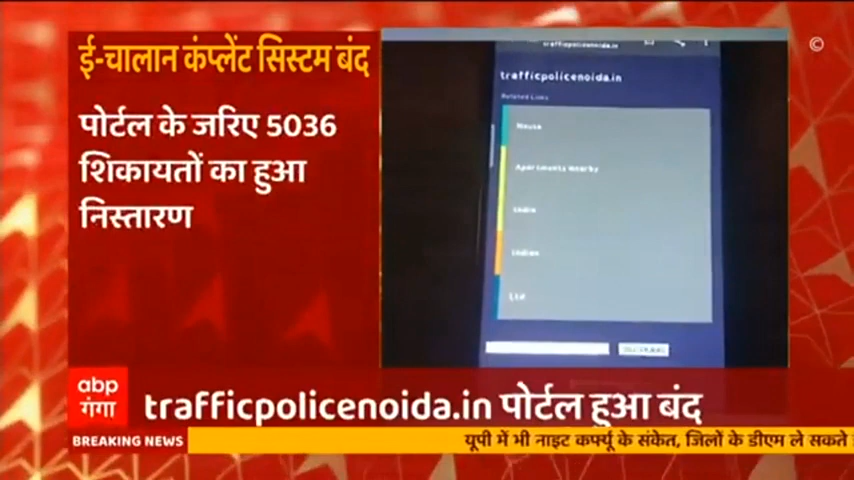 ई-चालान कंप्लेंट सिस्टम बंद
पोर्टल के जरिए 5036
शिकायतों का हुआ
निस्तारण
©
trafficpolicenoida.in
trafficpolicenoida.in
Related Links
House
Apartments Nearby
India
Indian
Ltd
abp
गंगा
trafficpolicenoida.in पोर्टल हुआ बंद
BREAKING NEWS
यूपी में भी नाइट कर्फ्यू के संकेत, जिलों के डीएम ले सकते